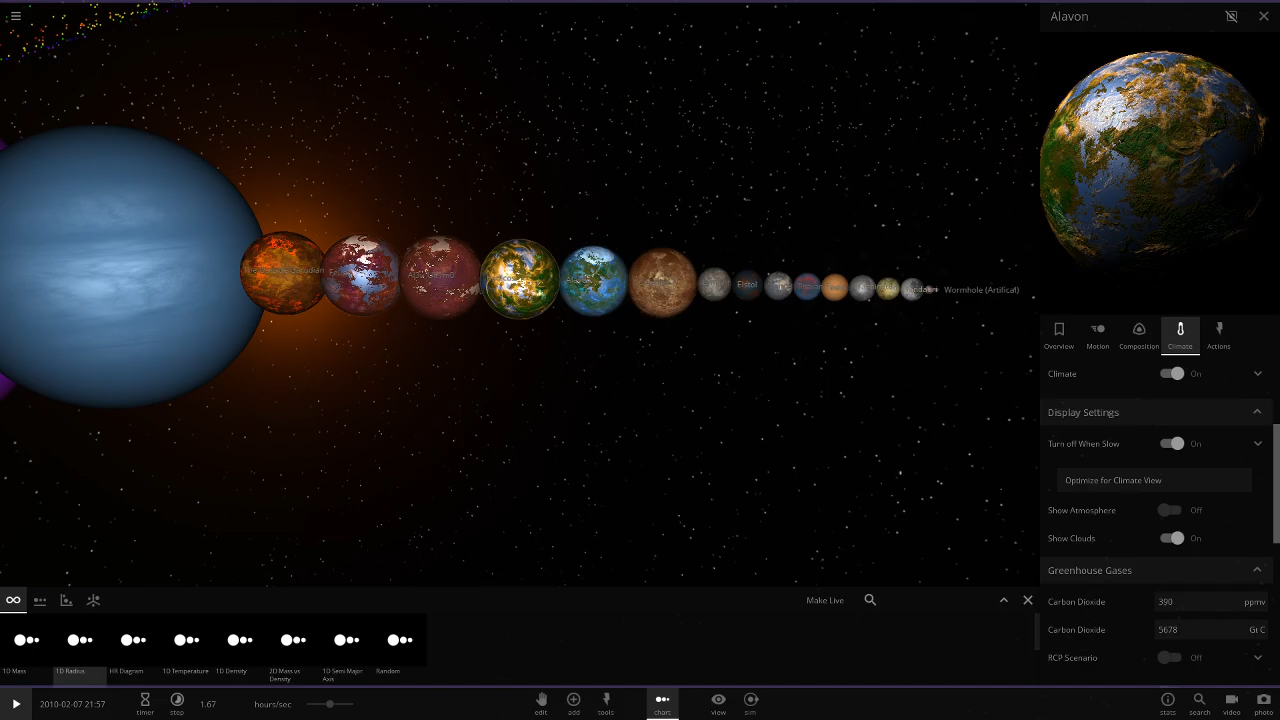 Alavon
Elstol
Wormhole (Artifical)
Overview
Motion
Composition
Climate
Actions
Climate
On
Display Settings
Turn off When Slow
On
Optimize for Climate View
Show Atmosphere
Off
Show Clouds
On
Greenhouse Gases
Carbon Dioxide
390
ppmv
Carbon Dioxide
5678
Gt C
RCP Scenario
Off
Make Live
1D Mass
1D Radius
HR Diagram
1D Temperature
1D Density
2D Mass vs
Density
1D Semi Major
Axis
Random
2010-02-07 21:57
timer
step
1.67
hours/sec
edit
add
tools
chart
view
sim
stats
search
video
photo